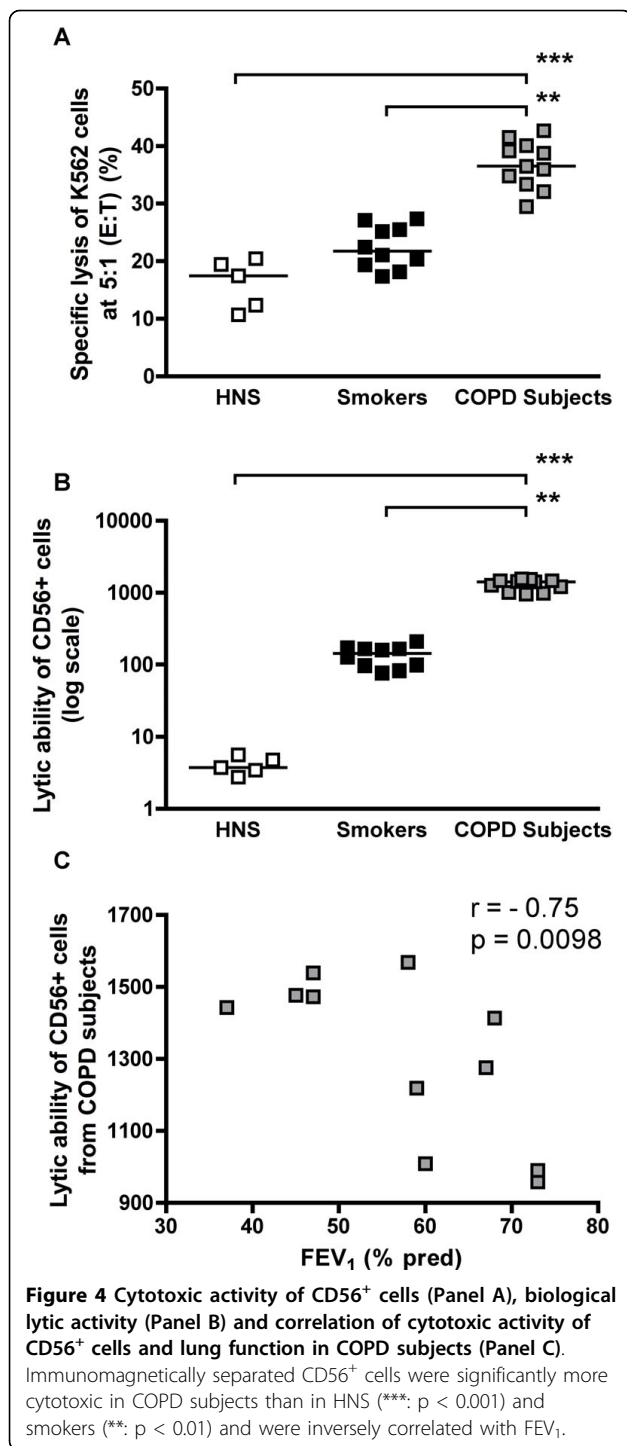 A
***
**
50
40
30
20
10
0
Specific lysis of K562 cells
at 5:1 (E:T) (%)
HNS Smokers COPD Subjects
***
B
**
10000
1000
100
10
1
Lytic ability of CD56+ cells
(log scale)
HNS Smokers COPD Subjects
C
1700
1500
1300
1100
900
Lytic ability of CD56+ cells
from COPD subjects
r = - 0.75
p = 0.0098
30 40 50 60 70 80
FEV₁ (% pred)
Figure 4 Cytotoxic activity of CD56⁺ cells (Panel A), biological
lytic activity (Panel B) and correlation of cytotoxic activity of
CD56⁺ cells and lung function in COPD subjects (Panel C).
Immunomagnetically separated CD56⁺ cells were significantly more
cytotoxic in COPD subjects than in HNS (***: p < 0.001) and
smokers (**: p < 0.01) and were inversely correlated with FEV₁.